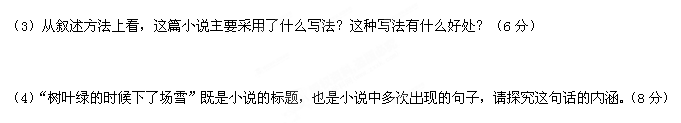 (3) 从叙述方法上看，这篇小说主要采用了什么写法？这种写法有什么好处？（6 分）
(4)“树叶绿的时候下了场雪”既是小说的标题，也是小说中多次出现的句子，请探究这句话的内涵。(8 分)